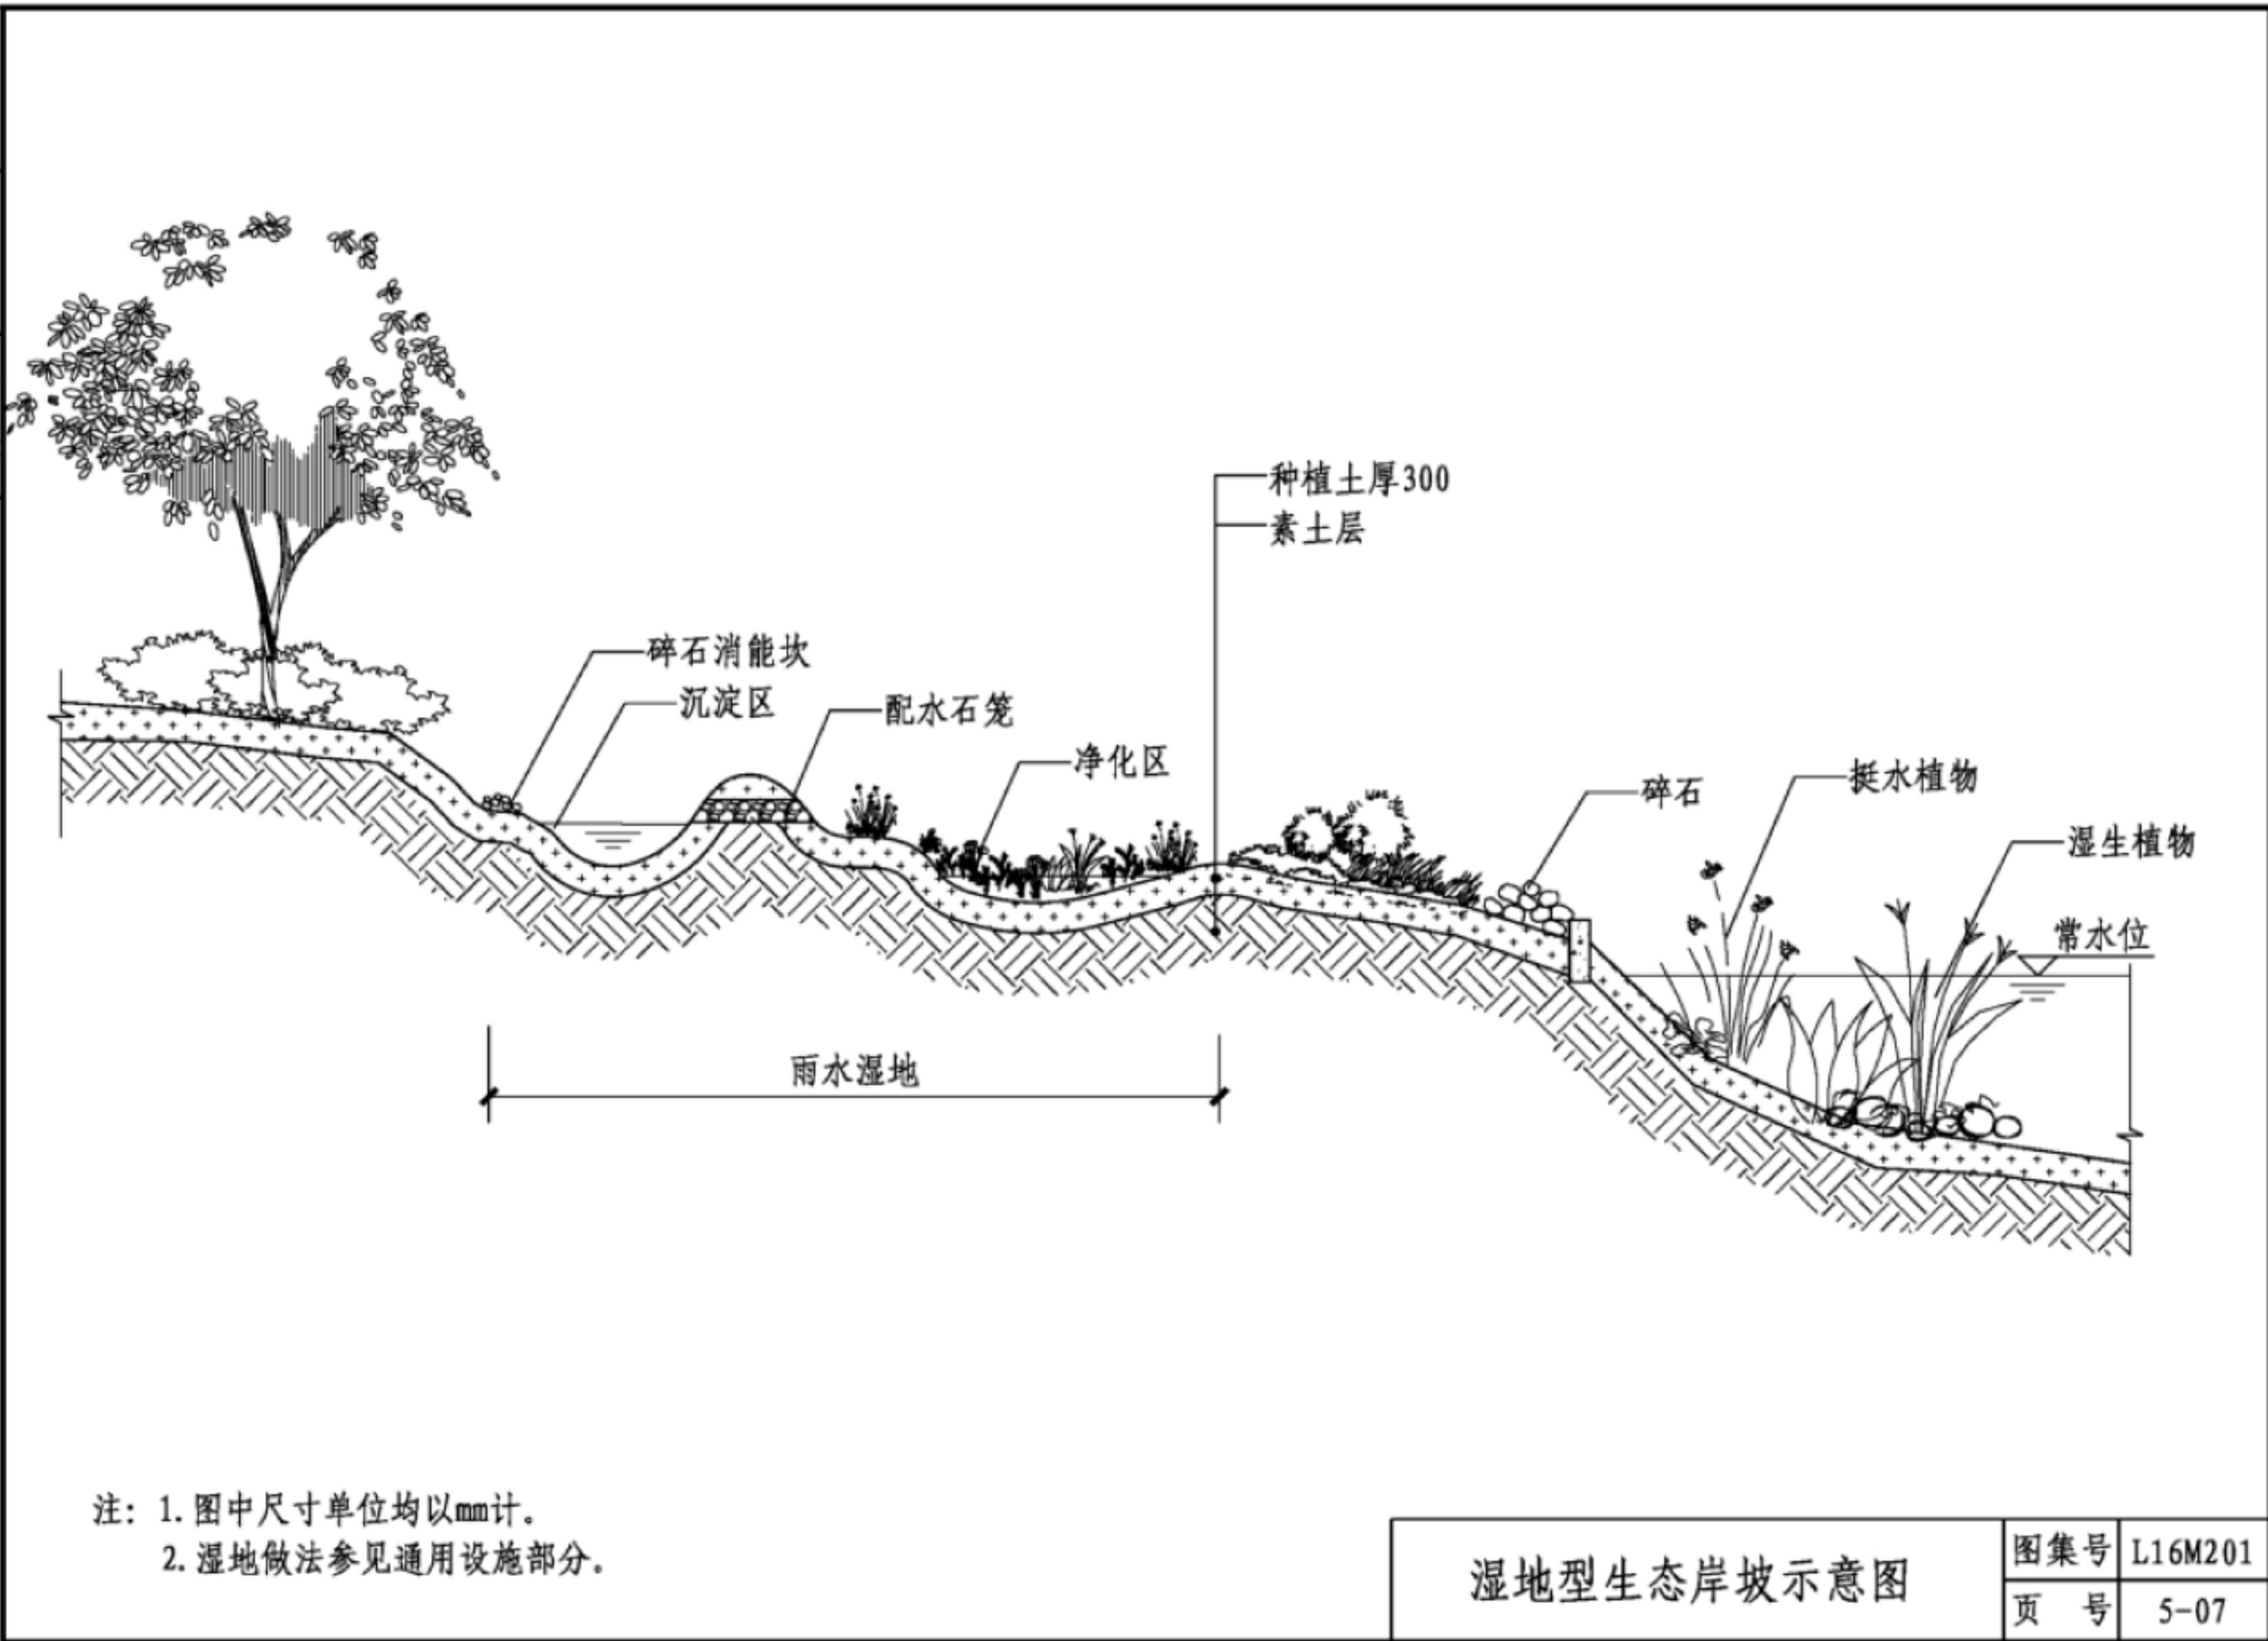 种植土厚300
素土层
碎石消能坎
沉淀区
配水石笼
净化区
碎石
挺水植物
湿生植物
常水位
雨水湿地
注：1.图中尺寸单位均以mm计。
2.湿地做法参见通用设施部分。
湿地型生态岸坡示意图
图集号 L16M201
页 号 5-07